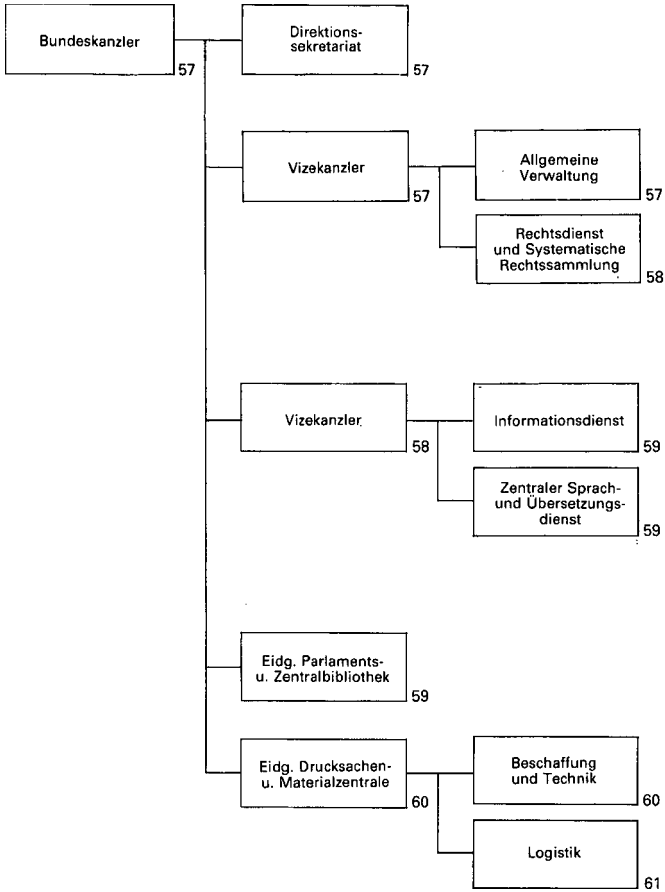 Bundeskanzler
57
Direktions-
sekretariat
57
Vizekanzler
57
Allgemeine
Verwaltung
57
Rechtsdienst
und Systematische
Rechtssammlung
58
Vizekanzler
58
Informationsdienst
59
Zentraler Sprach-
und Übersetzungs-
dienst
59
Eidg. Parlaments-
u. Zentralbibliothek
59
Eidg. Drucksachen-
u. Materialzentrale
60
Beschaffung
und Technik
60
Logistik
61